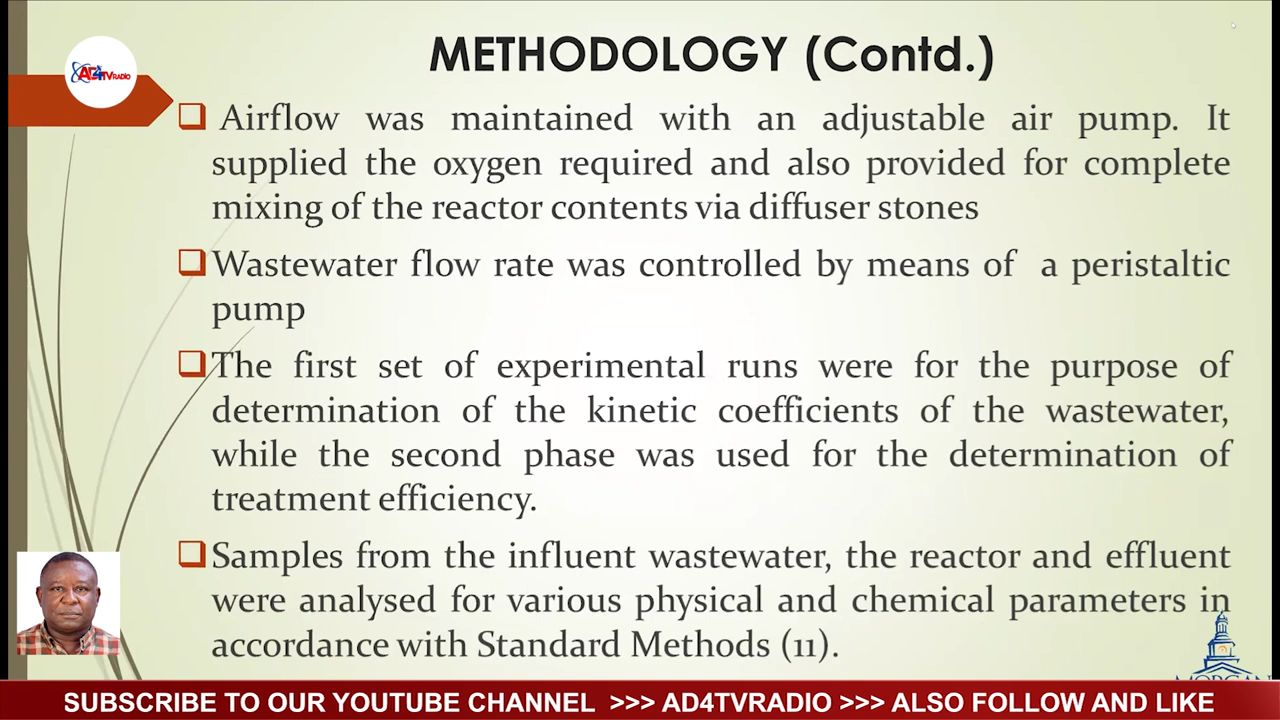 METHODOLOGY (Contd.)
AD4TVRADIO
❑ Airflow was maintained with an adjustable air pump. It
supplied the oxygen required and also provided for complete
mixing of the reactor contents via diffuser stones
❑ Wastewater flow rate was controlled by means of a peristaltic
pump
❑ The first set of experimental runs were for the purpose of
determination of the kinetic coefficients of the wastewater,
while the second phase was used for the determination of
treatment efficiency.
❑ Samples from the influent wastewater, the reactor and effluent
were analysed for various physical and chemical parameters in
accordance with Standard Methods (11).
MORGAN
SUBSCRIBE TO OUR YOUTUBE CHANNEL >>> AD4TVRADIO >>> ALSO FOLLOW AND LIKE